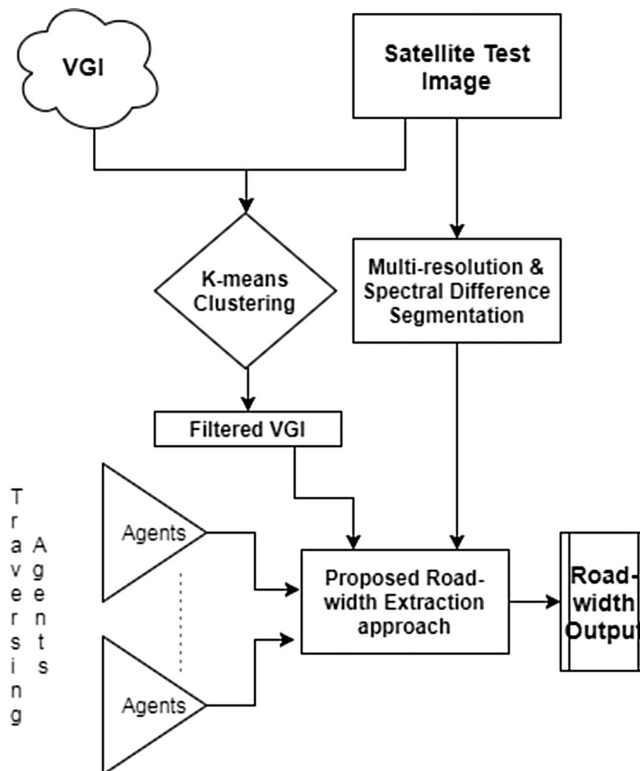 VGI
Satellite Test
Image
K-means
Clustering
Multi-resolution &
Spectral Difference
Segmentation
Filtered VGI
Traversing
Agents
Agents
Agents
Proposed Road-
width Extraction
approach
Road-
width
Output